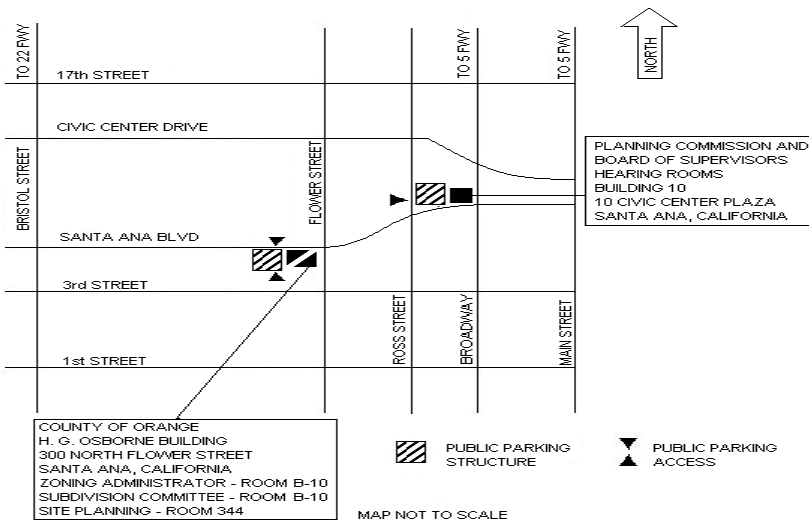 TO 22 FWY
TO 5 FWY
TO 5 FWY
NORTH
17th STREET
CIVIC CENTER DRIVE
BRISTOL STREET
FLOWER STREET
PLANNING COMMISSION AND
BOARD OF SUPERVISORS
HEARING ROOMS
BUILDING 10
10 CIVIC CENTER PLAZA
SANTA ANA, CALIFORNIA
SANTA ANA BLVD
3rd STREET
ROSS STREET
BROADWAY
MAIN STREET
1st STREET
COUNTY OF ORANGE
H. G. OSBORNE BUILDING
300 NORTH FLOWER STREET
SANTA ANA, CALIFORNIA
ZONING ADMINISTRATOR - ROOM B-10
SUBDIVISION COMMITTEE - ROOM B-10
SITE PLANNING - ROOM 344
PUBLIC PARKING
STRUCTURE
PUBLIC PARKING
ACCESS
MAP NOT TO SCALE